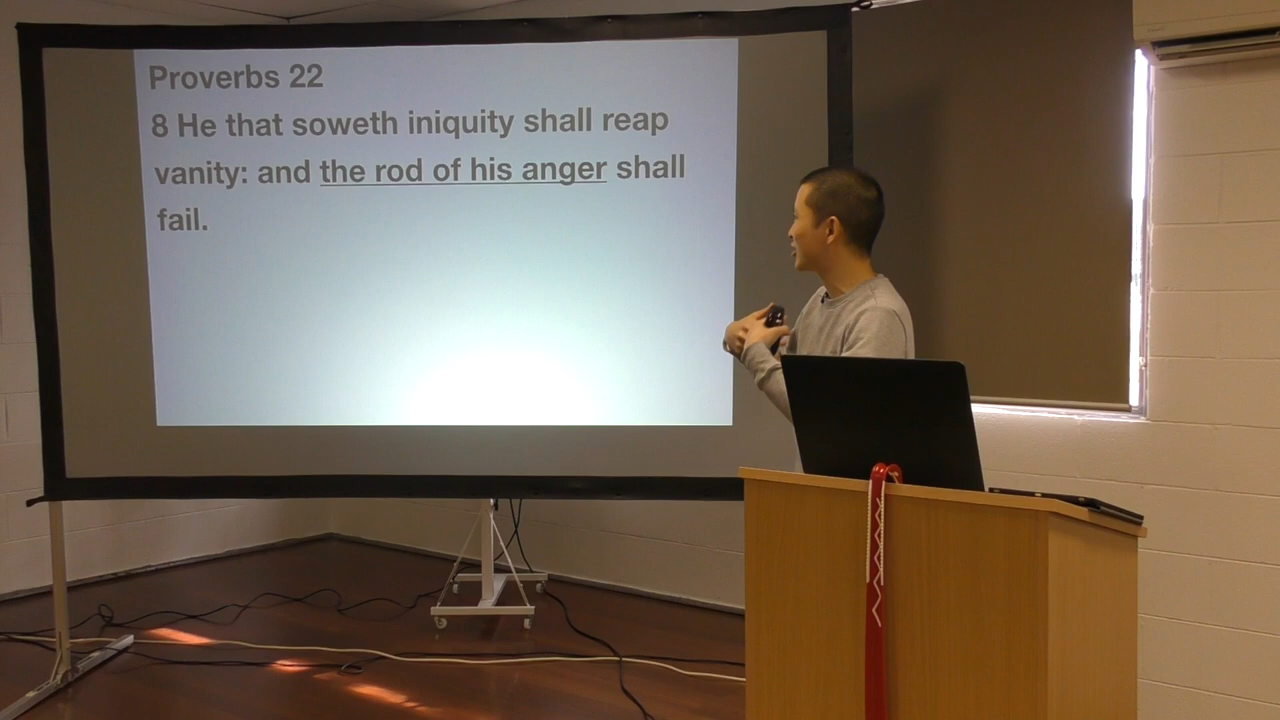 Proverbs 22
8 He that soweth iniquity shall reap
vanity: and the rod of his anger shall
fail.